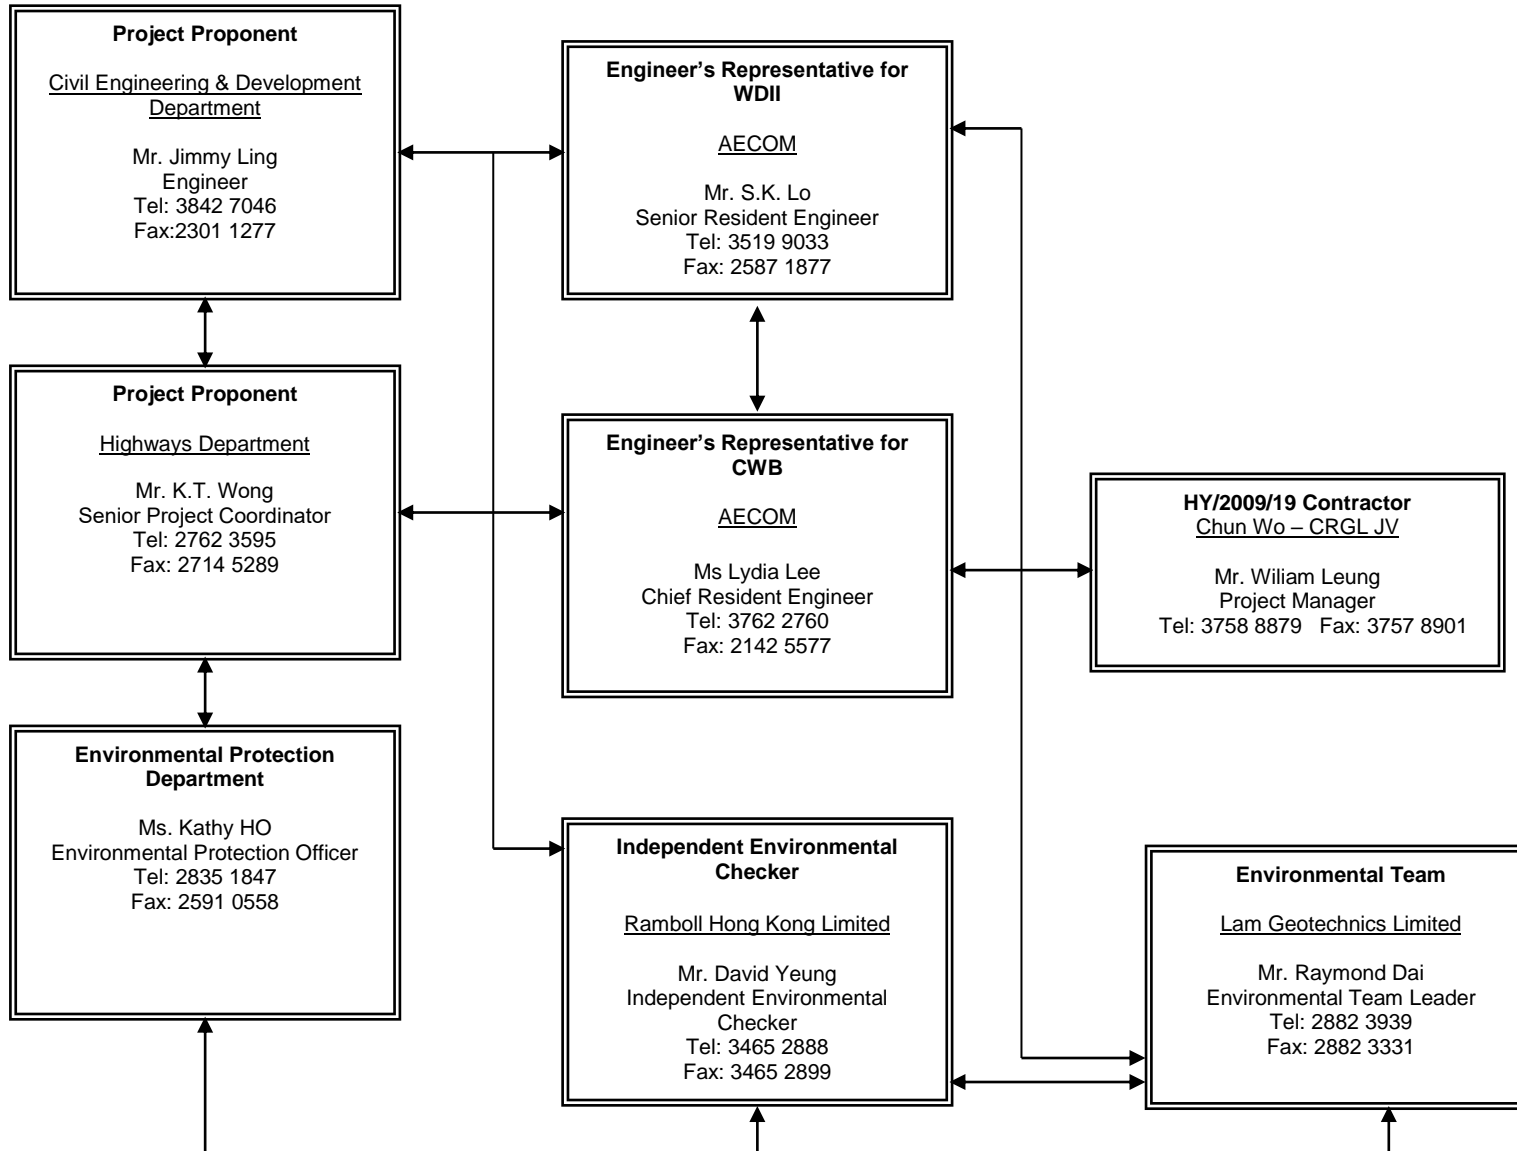 Project Proponent
Civil Engineering & Development
Department
Mr. Jimmy Ling
Engineer
Tel: 3842 7046
Fax:2301 1277
Engineer’s Representative for
WDII
AECOM
Mr. S.K. Lo
Senior Resident Engineer
Tel: 3519 9033
Fax: 2587 1877
Project Proponent
Highways Department
Mr. K.T. Wong
Senior Project Coordinator
Tel: 2762 3595
Fax: 2714 5289
Engineer’s Representative for
CWB
AECOM
Ms Lydia Lee
Chief Resident Engineer
Tel: 3762 2760
Fax: 2142 5577
HY/2009/19 Contractor
Chun Wo – CRGL JV
Mr. Wiliam Leung
Project Manager
Tel: 3758 8879 Fax: 3757 8901
Environmental Protection
Department
Ms. Kathy HO
Environmental Protection Officer
Tel: 2835 1847
Fax: 2591 0558
Independent Environmental
Checker
Ramboll Hong Kong Limited
Mr. David Yeung
Independent Environmental
Checker
Tel: 3465 2888
Fax: 3465 2899
Environmental Team
Lam Geotechnics Limited
Mr. Raymond Dai
Environmental Team Leader
Tel: 2882 3939
Fax: 2882 3331